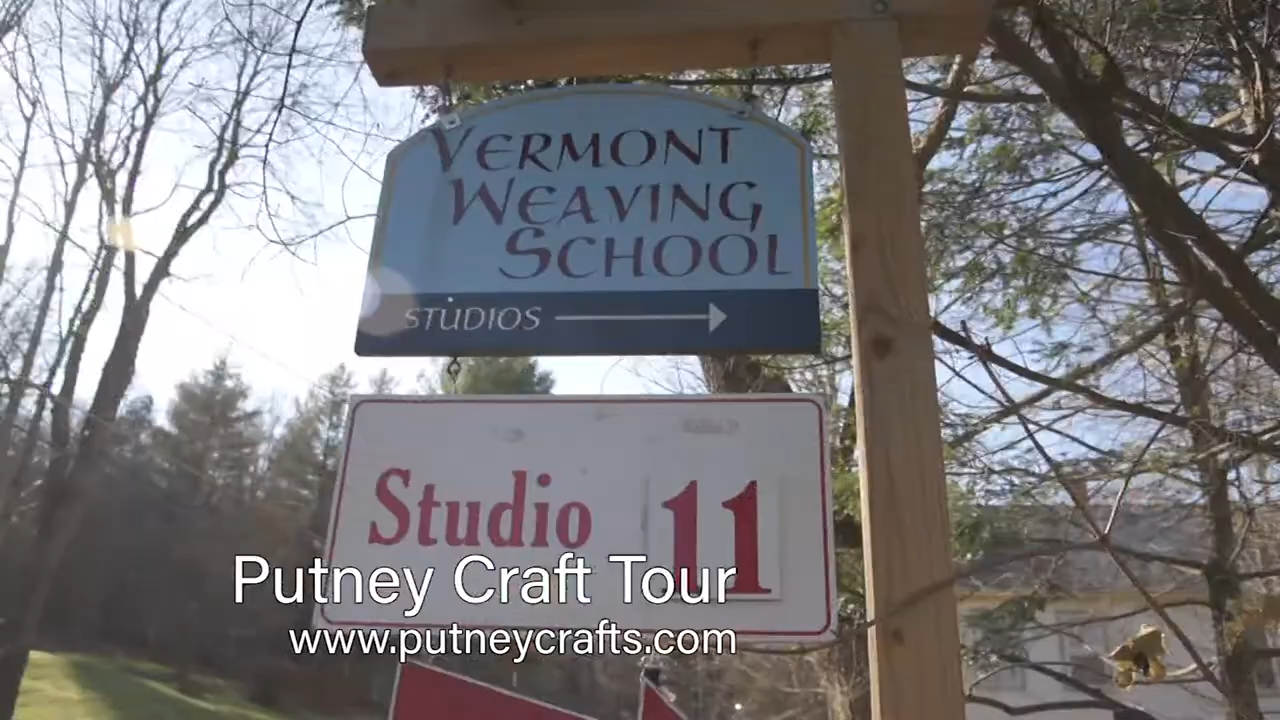 VERMONT
WEAVING
SCHOOL
STUDIOS
Studio 11
Putney Craft Tour
www.putneycrafts.com